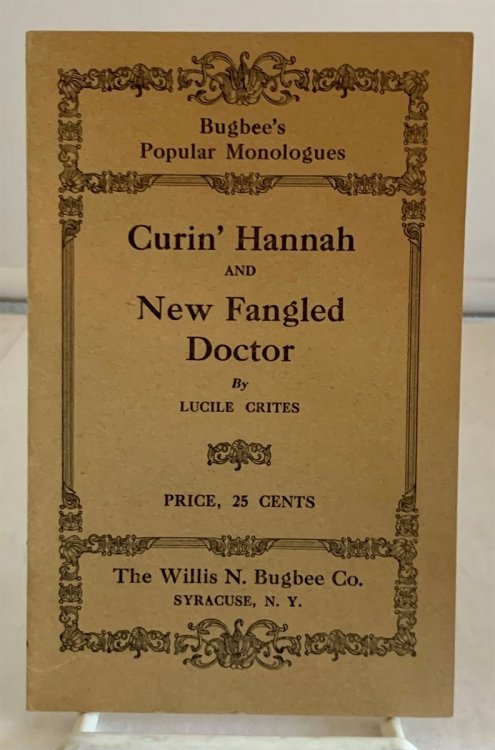 Bugbee's
Popular Monologues
Curin' Hannah
AND
New Fangled
Doctor
By
LUCILE CRITES
PRICE, 25 CENTS
The Willis N. Bugbee Co.
SYRACUSE, N. Y.